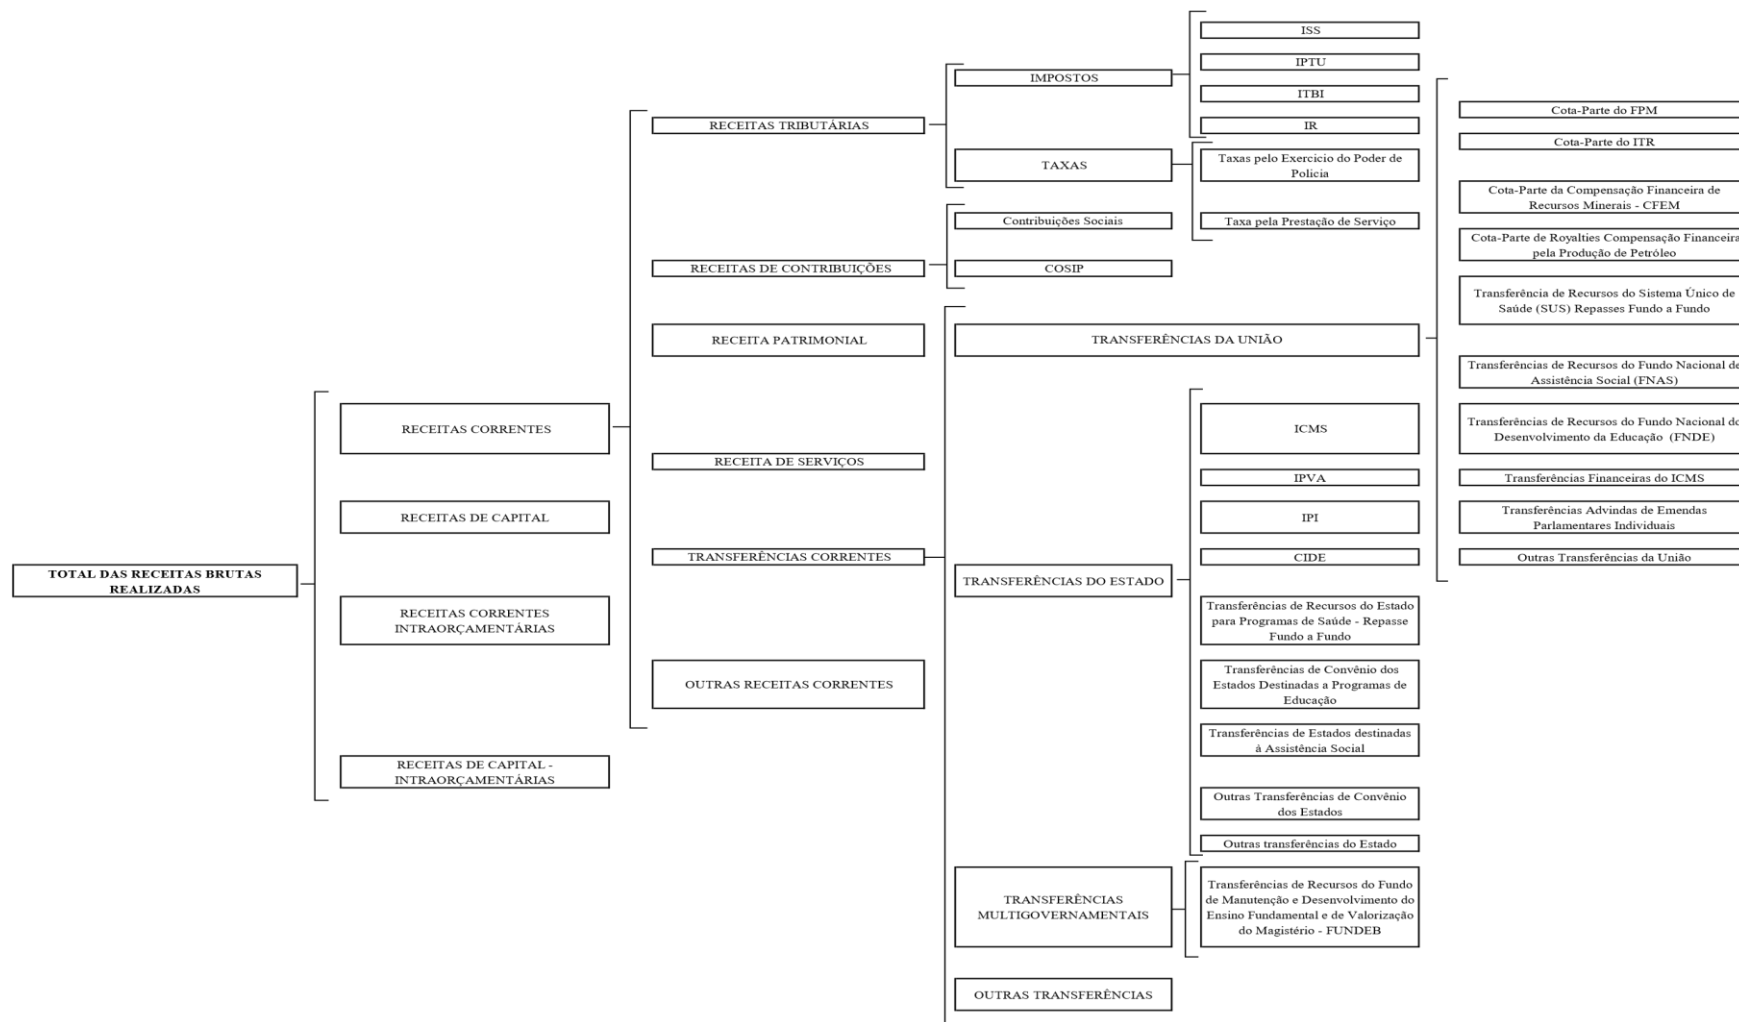 TOTAL DAS RECEITAS BRUTAS
REALIZADAS
RECEITAS CORRENTES
RECEITAS DE CAPITAL
RECEITAS CORRENTES
INTRAORÇAMENTÁRIAS
RECEITAS DE CAPITAL -
INTRAORÇAMENTÁRIAS
RECEITAS TRIBUTÁRIAS
RECEITAS DE CONTRIBUIÇÕES
RECEITA PATRIMONIAL
RECEITA DE SERVIÇOS
TRANSFERÊNCIAS CORRENTES
OUTRAS RECEITAS CORRENTES
IMPOSTOS
TAXAS
Contribuições Sociais
COSIP
TRANSFERÊNCIAS DA UNIÃO
TRANSFERÊNCIAS DO ESTADO
TRANSFERÊNCIAS
MULTIGOVERNAMENTAIS
OUTRAS TRANSFERÊNCIAS
ISS
IPTU
ITBI
IR
Taxas pelo Exercicio do Poder de
Policia
Taxa pela Prestação de Serviço
ICMS
IPVA
IPI
CIDE
Transferências de Recursos do Estado
para Programas de Saúde - Repasse
Fundo a Fundo
Transferências de Convênio dos
Estados Destinadas a Programas de
Educação
Transferências de Estados destinadas
à Assistência Social
Outras Transferências de Convênio
dos Estados
Outras transferências do Estado
Transferências de Recursos do Fundo
de Manutenção e Desenvolvimento do
Ensino Fundamental e de Valorização
do Magistério - FUNDEB
Cota-Parte do FPM
Cota-Parte do ITR
Cota-Parte da Compensação Financeira de
Recursos Minerais - CFEM
Cota-Parte de Royalties Compensação Financeira
pela Produção de Petróleo
Transferência de Recursos do Sistema Único de
Saúde (SUS) Repasses Fundo a Fundo
Transferências de Recursos do Fundo Nacional de
Assistência Social (FNAS)
Transferências de Recursos do Fundo Nacional do
Desenvolvimento da Educação (FNDE)
Transferências Financeiras do ICMS
Transferências Advindas de Emendas
Parlamentares Individuais
Outras Transferências da União